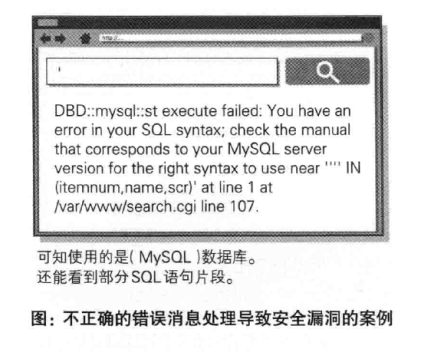 http://...
'
DBD::mysql::st execute failed: You have an
error in your SQL syntax; check the manual
that corresponds to your MySQL server
version for the right syntax to use near '''' IN
(itemnum,name,scr)' at line 1 at
/var/www/search.cgi line 107.
可知使用的是( MySQL )数据库。
还能看到部分SQL语句片段。
图：不正确的错误消息处理导致安全漏洞的案例